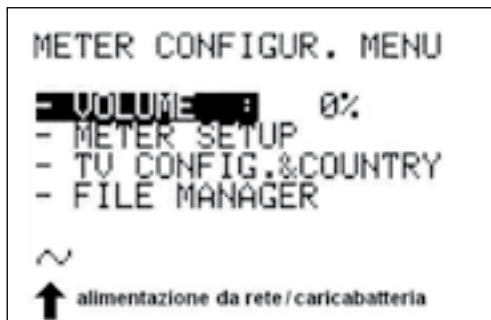 METER CONFIGUR. MENU
- VOLUME : 0%
- METER SETUP
- TV CONFIG.&COUNTRY
- FILE MANAGER
~
alimentazione da rete/caricabatteria